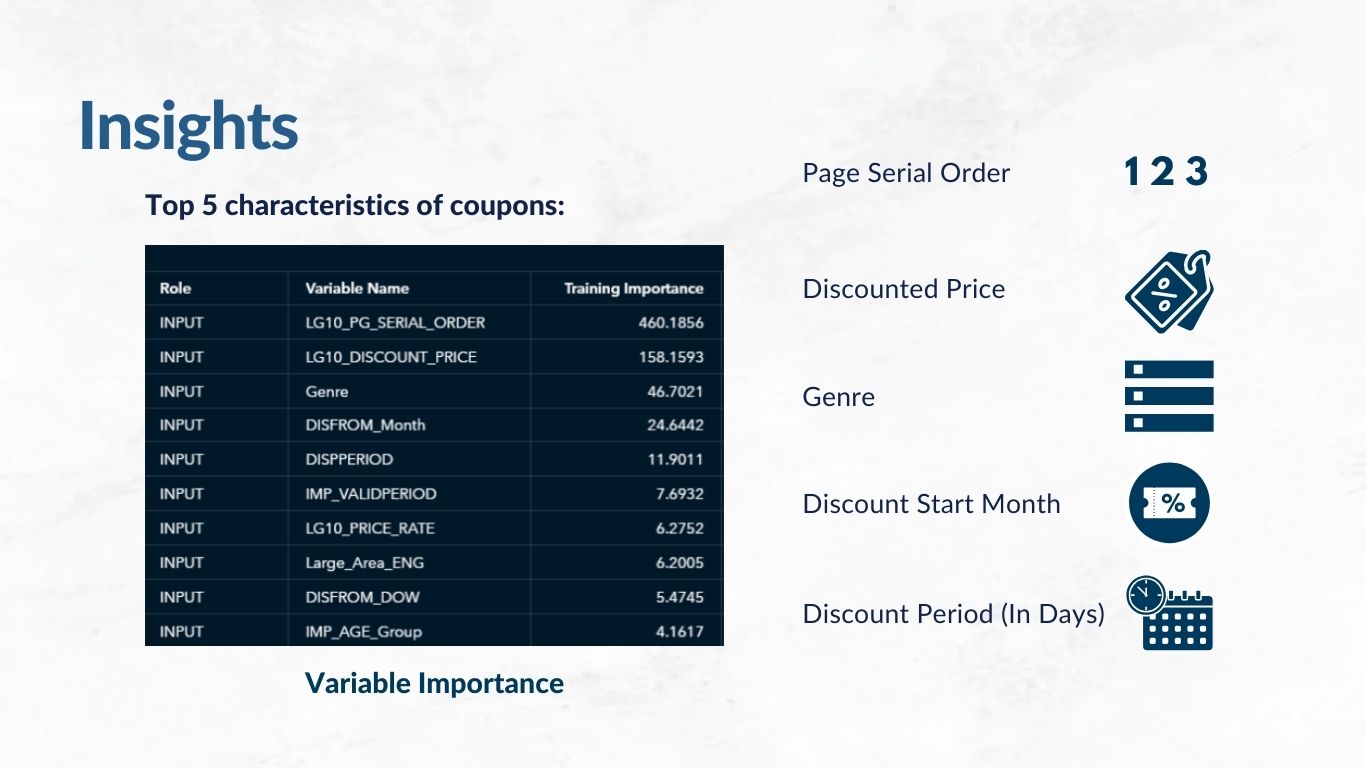 Insights
Top 5 characteristics of coupons:
Role Variable Name Training Importance
INPUT LG10_PG_SERIAL_ORDER 460.1856
INPUT LG10_DISCOUNT_PRICE 158.1593
INPUT Genre 46.7021
INPUT DISFROM_Month 24.6442
INPUT DISPPERIOD 11.9011
INPUT IMP_VALIDPERIOD 7.6932
INPUT LG10_PRICE_RATE 6.2752
INPUT Large_Area_ENG 6.2005
INPUT DISFROM_DOW 5.4745
INPUT IMP_AGE_Group 4.1617
Variable Importance
Page Serial Order 1 2 3
Discounted Price %
Genre
Discount Start Month %
Discount Period (In Days)